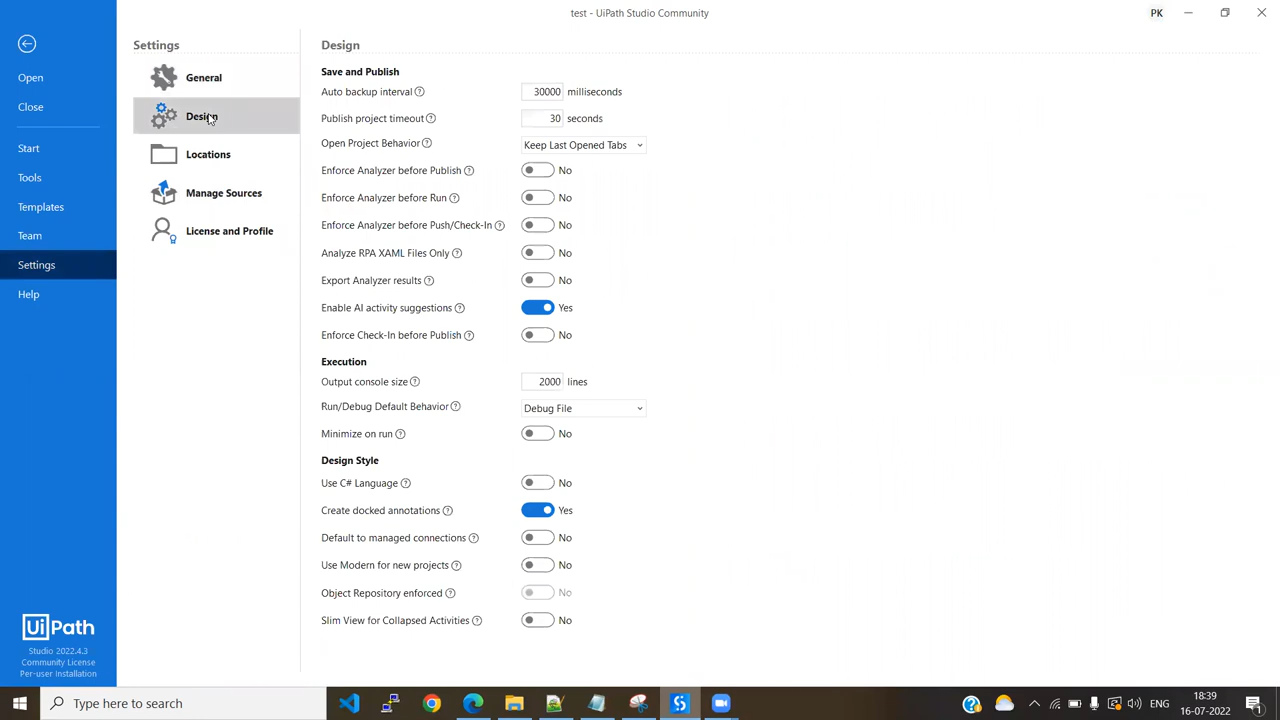 test - UiPath Studio Community
PK
Open
Close
Start
Tools
Templates
Team
Settings
Help
UiPath
Studio 2022.4.3
Community License
Per-user Installation
Settings
General
Design
Locations
Manage Sources
License and Profile
Design
Save and Publish
Auto backup interval ? 30000 milliseconds
Publish project timeout ? 30 seconds
Open Project Behavior ? Keep Last Opened Tabs
Enforce Analyzer before Publish ? No
Enforce Analyzer before Run ? No
Enforce Analyzer before Push/Check-In ? No
Analyze RPA XAML Files Only ? No
Export Analyzer results ? No
Enable AI activity suggestions ? Yes
Enforce Check-In before Publish ? No
Execution
Output console size ? 2000 lines
Run/Debug Default Behavior ? Debug File
Minimize on run ? No
Design Style
Use C# Language ? No
Create docked annotations ? Yes
Default to managed connections ? No
Use Modern for new projects ? No
Object Repository enforced ? No
Slim View for Collapsed Activities ? No
Type here to search
18:39
16-07-2022
1